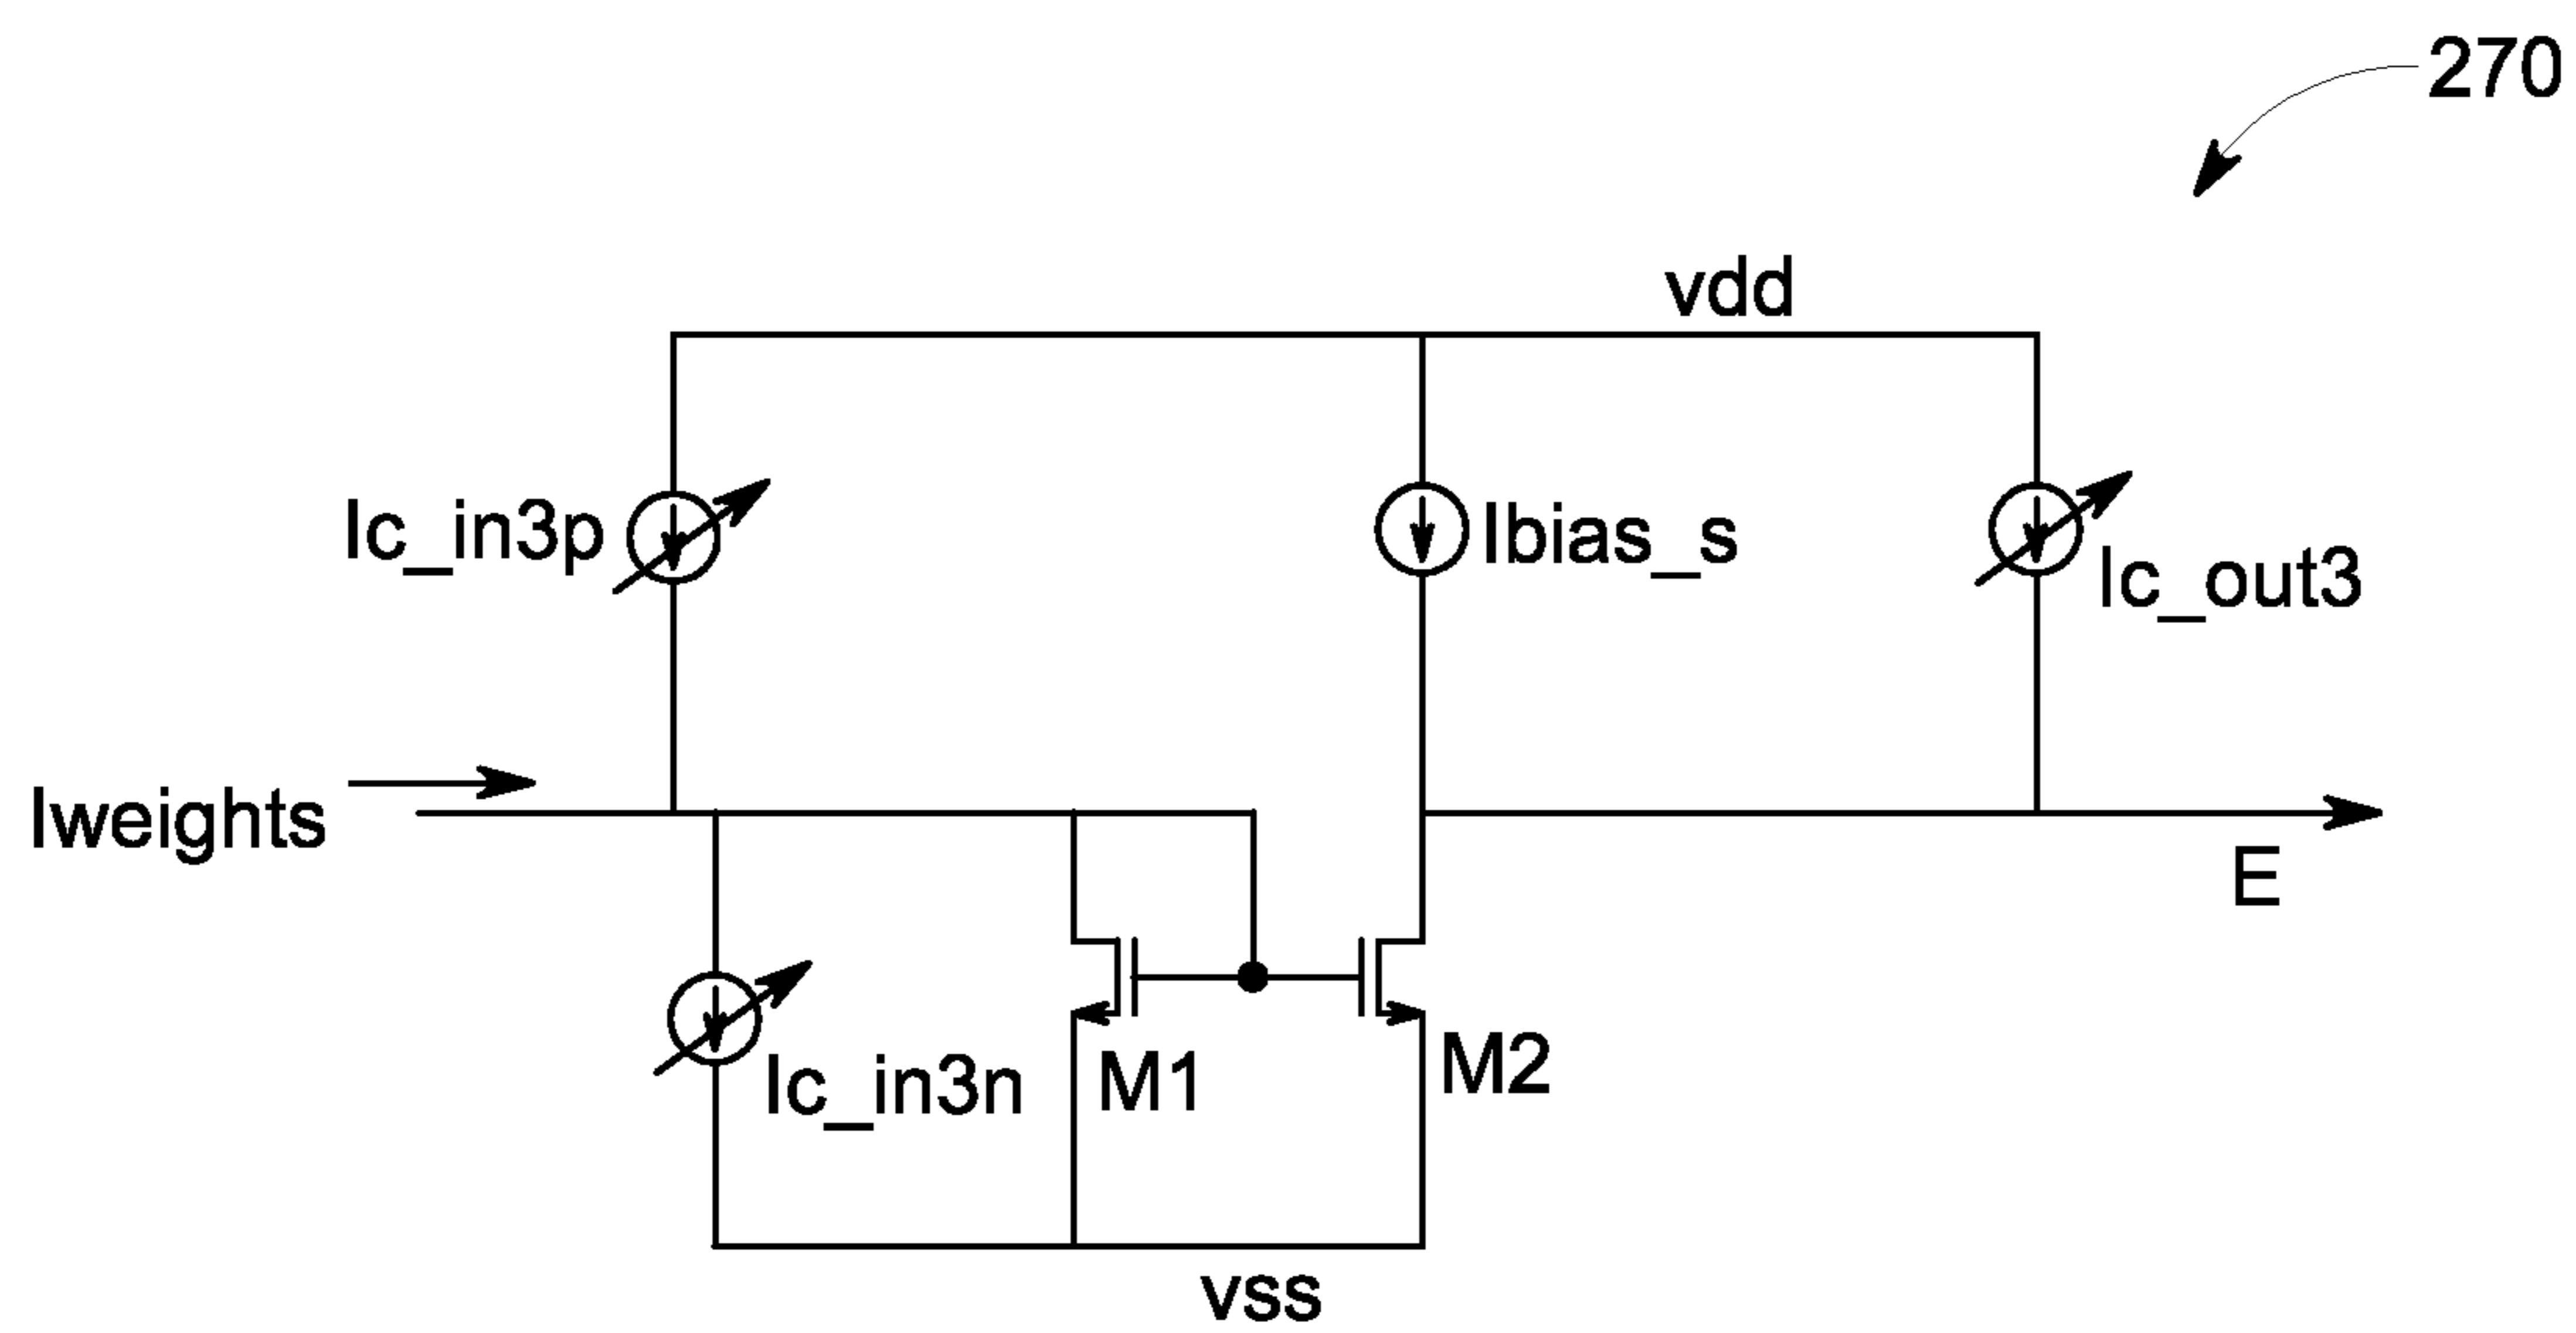 270
vdd
Ic_in3p
Ibias_s
Ic_out3
Iweights
E
Ic_in3n
M1
M2
vss